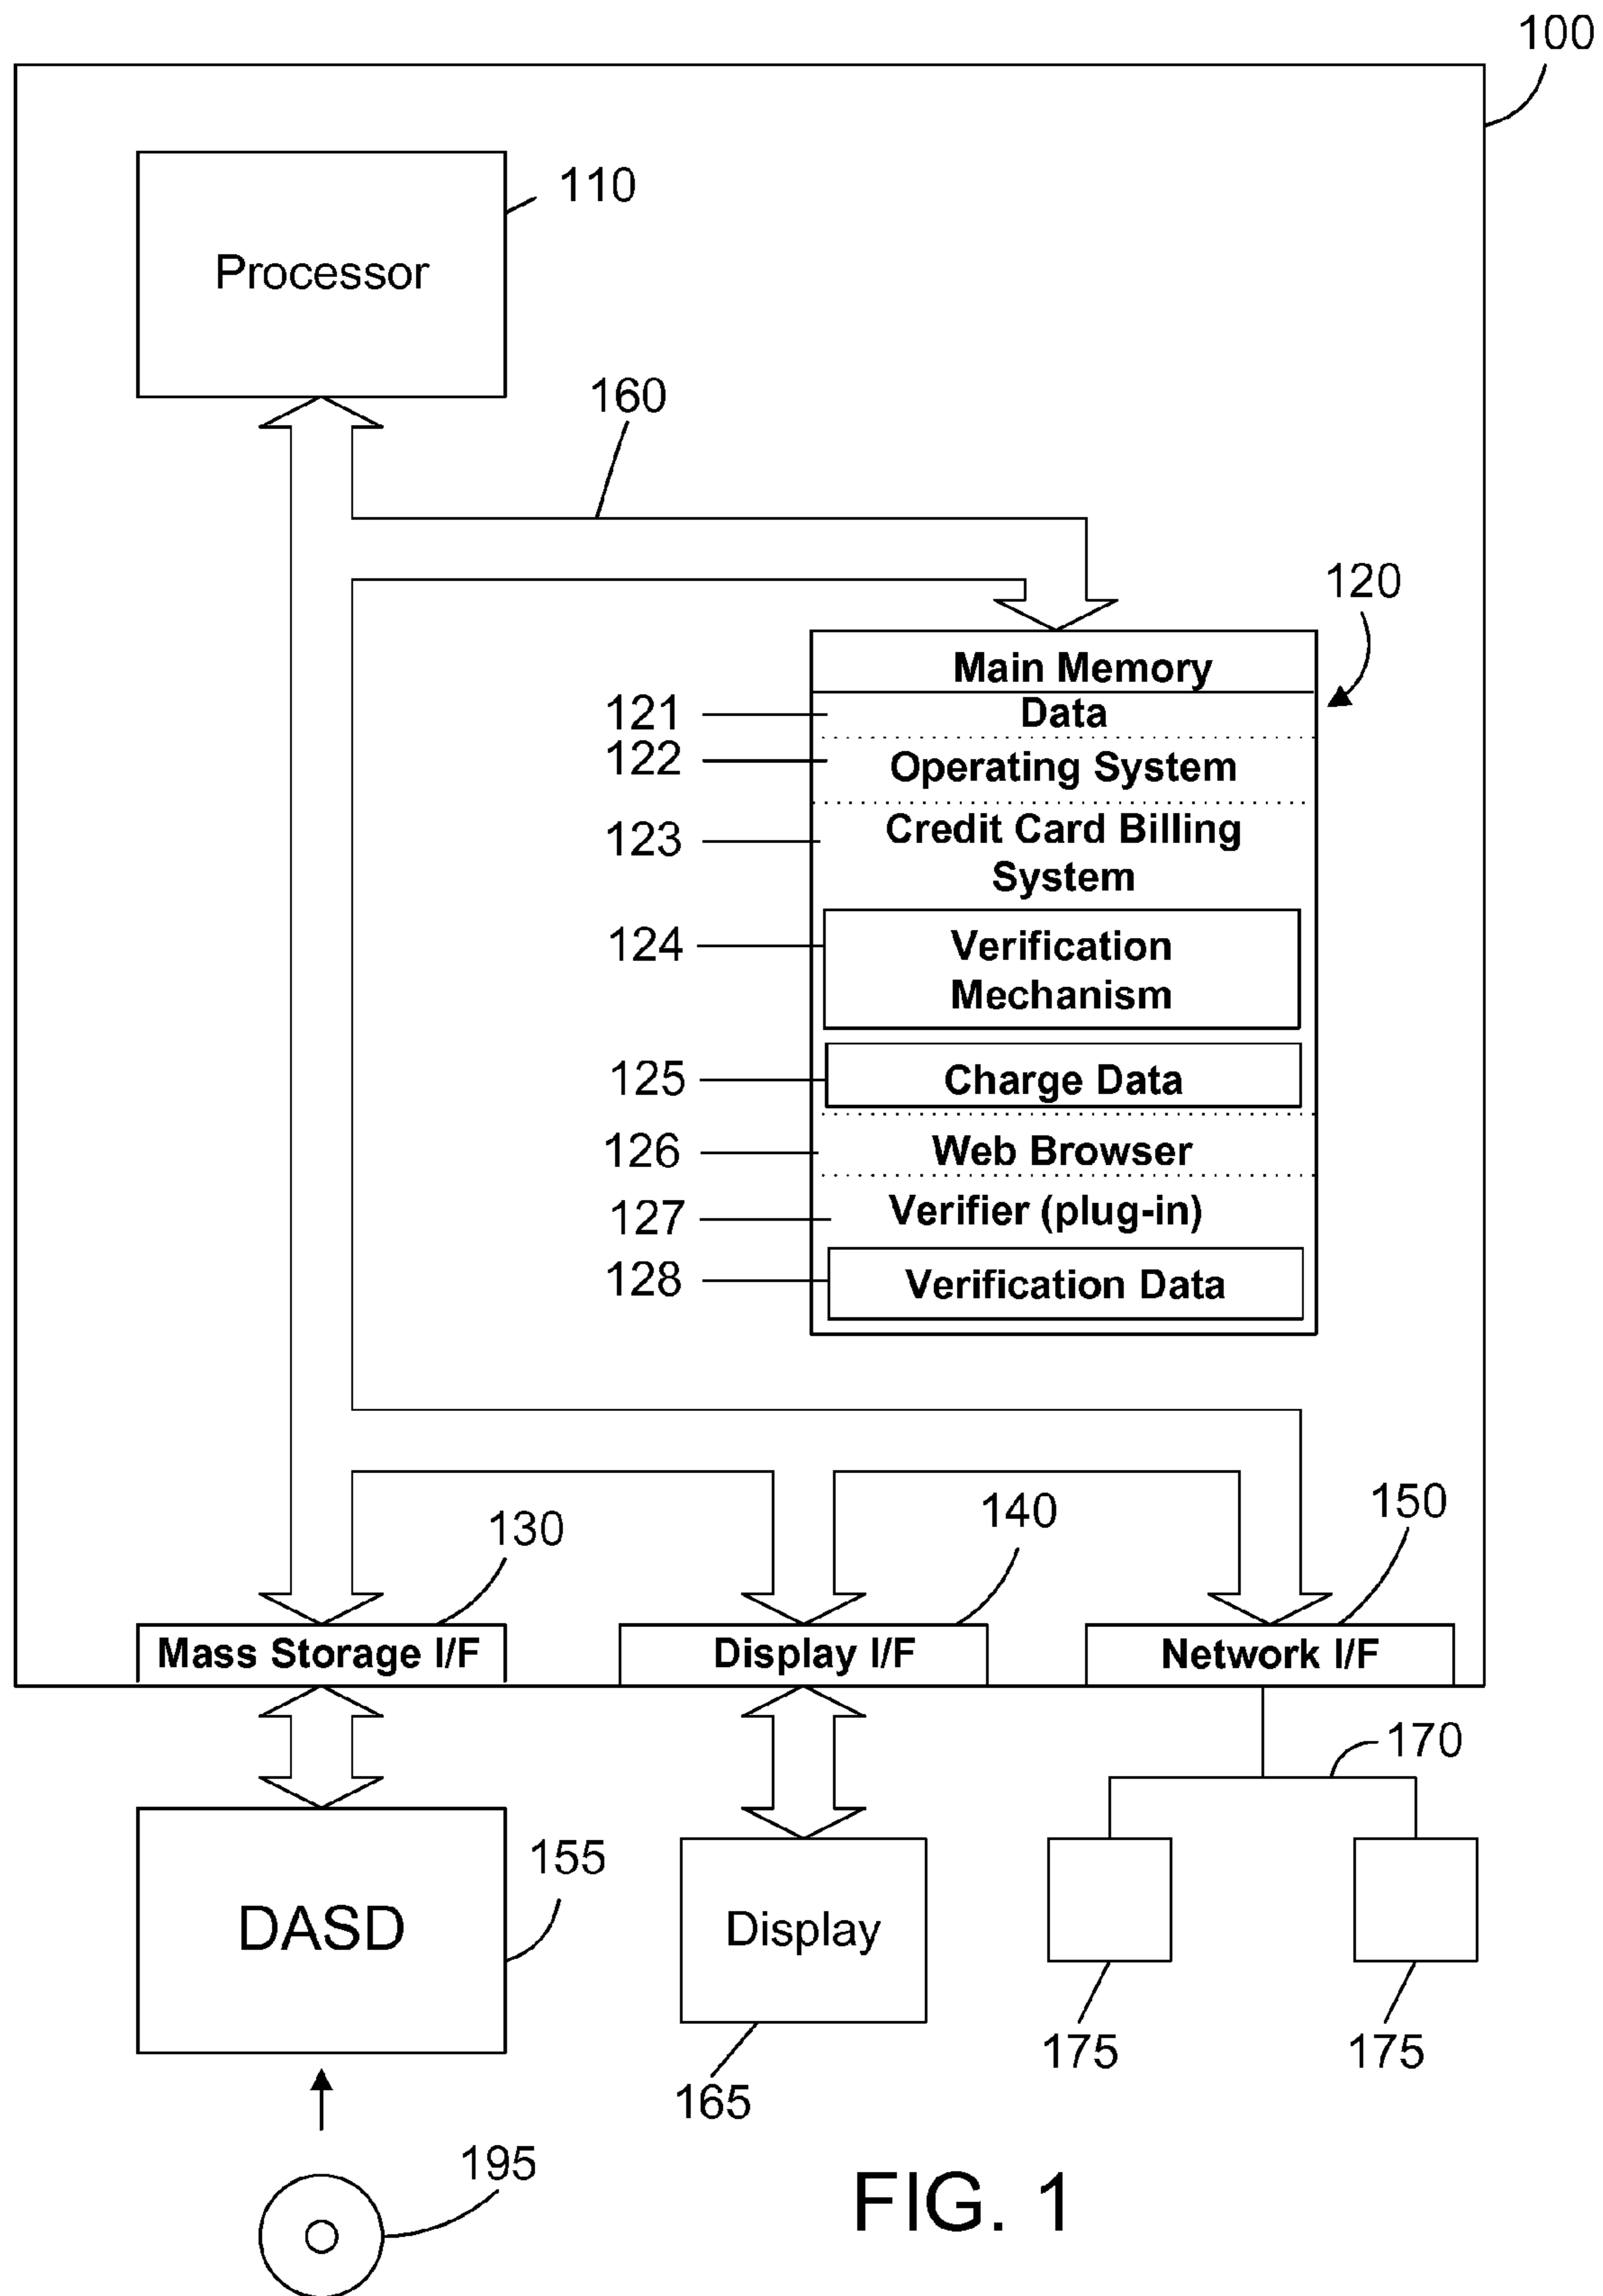 100
110
Processor
160
120
Main Memory
121
Data
122
Operating System
123
Credit Card Billing
System
124
Verification
Mechanism
125
Charge Data
126
Web Browser
127
Verifier (plug-in)
128
Verification Data
130
140
150
Mass Storage I/F
Display I/F
Network I/F
170
155
DASD
Display
175
175
165
195
FIG. 1